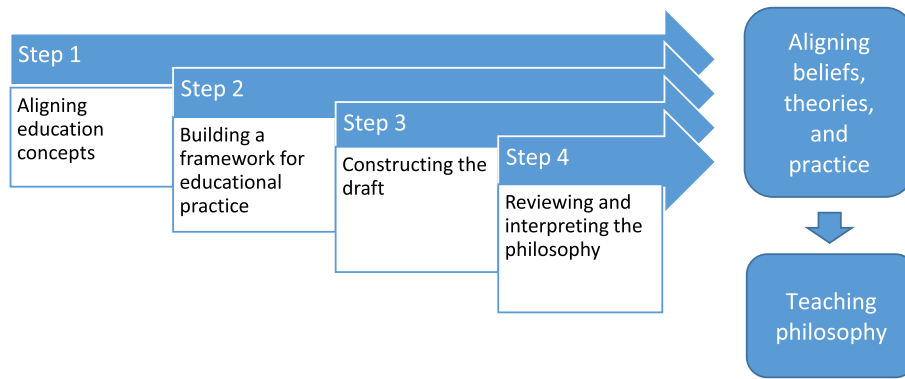 Step 1
Aligning
education
concepts
Step 2
Building a
framework for
educational
practice
Step 3
Constructing the
draft
Step 4
Reviewing and
interpreting the
philosophy
Aligning
beliefs,
theories,
and
practice
Teaching
philosophy